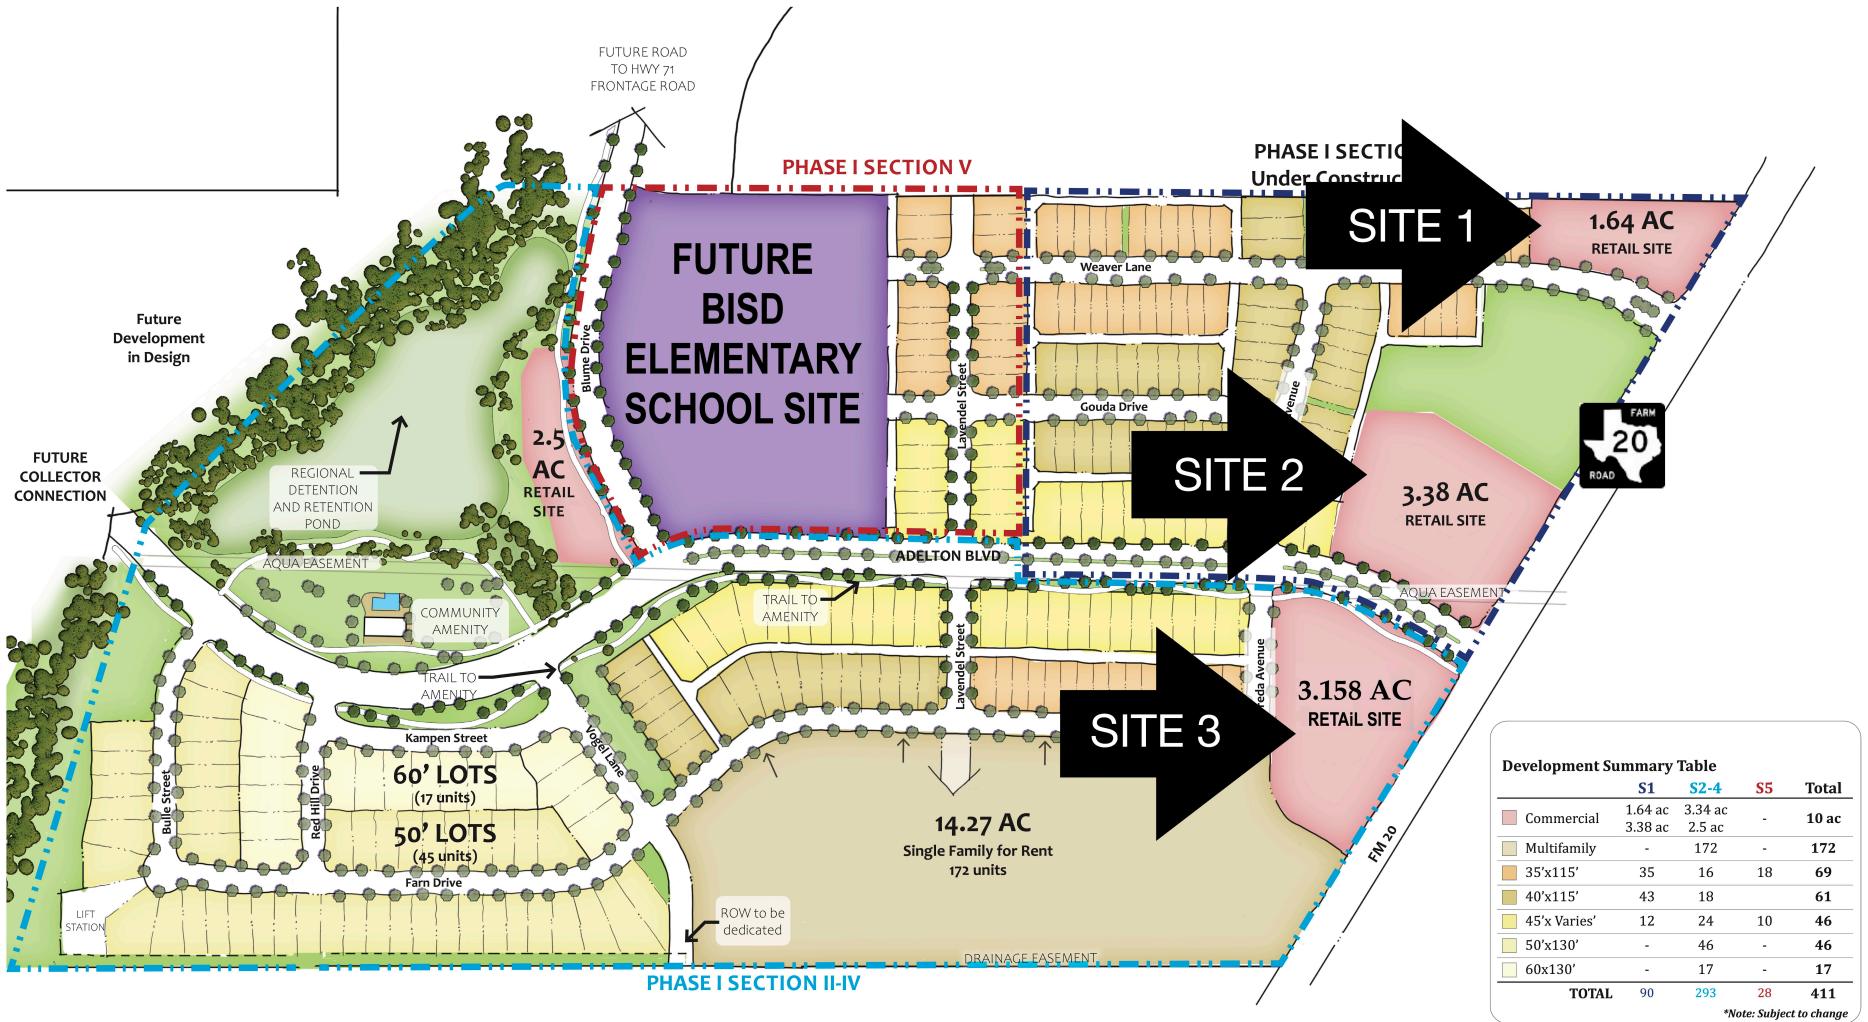 FUTURE ROAD
TO HWY 71
FRONTAGE ROAD
PHASE I SECTION V
PHASE I
Under
SITE 1
1.64 AC
RETAIL SITE
Weaver Lane
FUTURE
BISD
ELEMENTARY
SCHOOL SITE
Blume Drive
Lavendel Street
Future
Development
in Design
Gouda Drive
FARM
20
ROAD
SITE 2
3.38 AC
RETAIL SITE
2.5
AC
RETAIL
SITE
FUTURE
COLLECTOR
CONNECTION
REGIONAL
DETENTION
AND RETENTION
POND
ADELTON BLVD
AQUA EASEMENT
AQUA EASEMENT
COMMUNITY
AMENITY
TRAIL TO
AMENITY
TRAIL TO
AMENITY
Lavendel Street
SITE 3
3.158 AC
RETAiL SITE
Kampen Street
Vogel Lane
Bulle Street
Red Hill Drive
60' LOTS
(17 units)
50' LOTS
(45 units)
Farn Drive
14.27 AC
Single Family for Rent
172 units
FM 20
LIFT
STATION
ROW to be
dedicated
DRAINAGE EASEMENT
PHASE I SECTION II-IV
Development Summary Table
S1 S2-4 S5 Total
Commercial 1.64 ac 3.38 ac 3.34 ac 2.5 ac - 10 ac
Multifamily - 172 - 172
35'x115' 35 16 18 69
40'x115' 43 18 61
45'x Varies' 12 24 10 46
50'x130' - 46 - 46
60x130' - 17 - 17
TOTAL 90 293 28 411
*Note: Subject to change